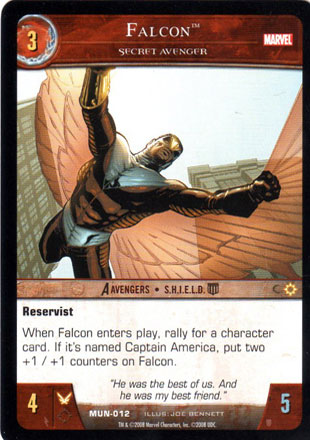 3
FALCON™
SECRET AVENGER
MARVEL
AVENGERS • S.H.I.E.L.D.
C
Reservist
When Falcon enters play, rally for a character
card. If it's named Captain America, put two
+1 / +1 counters on Falcon.
"He was the best of us. And
he was my best friend."
4
MUN-012 ILLUS: JOE BENNETT
5
TM & ©2008 Marvel Characters, Inc. ©2008 UDC.